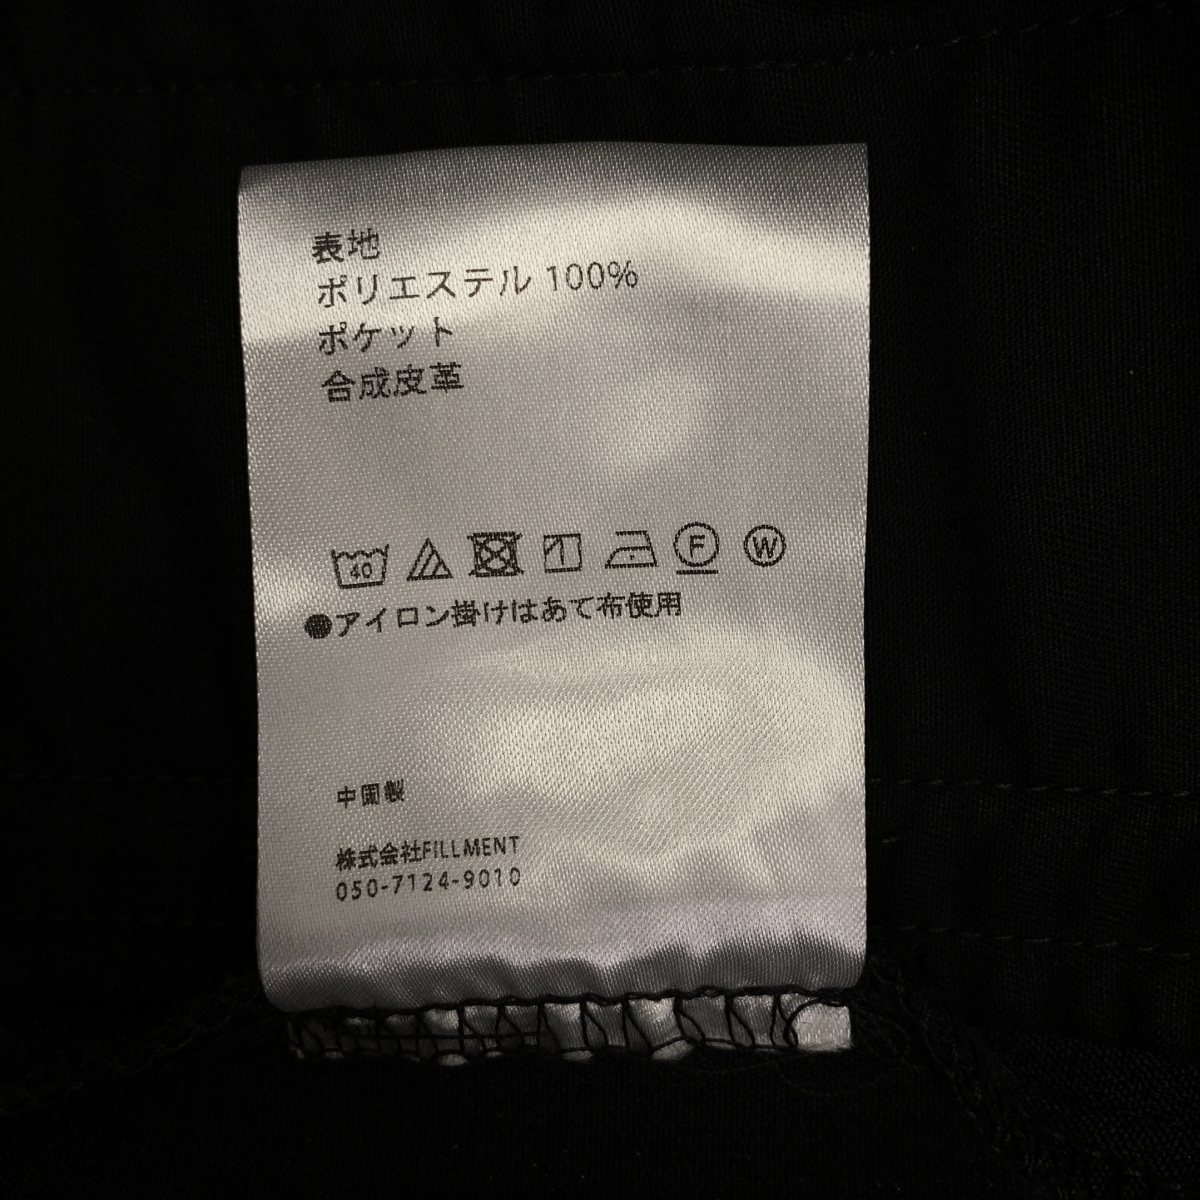 表地
ポリエステル 100%
ポケット
合成皮革
40 F W
●アイロン掛けはあて布使用
中国製
株式会社FILLMENT
050-7124-9010